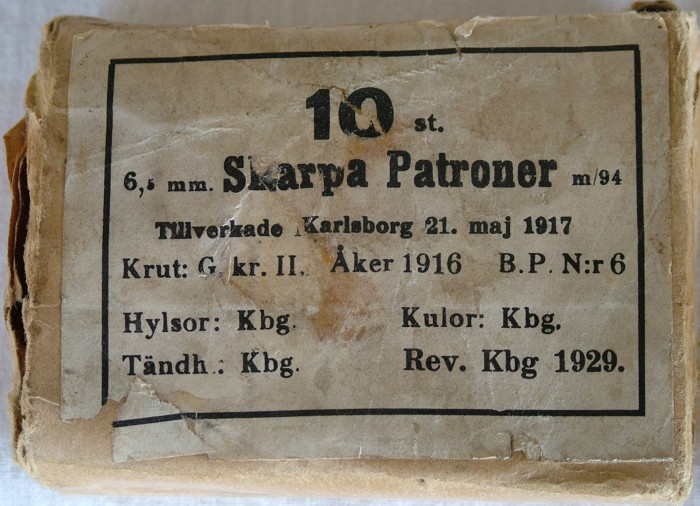 10 st.
6,5 mm. Skarpa Patroner m/94
Tillverkade Karlsborg 21. maj 1917
Krut: G. kr. II. Åker 1916 B.P. N:r 6
Hylsor: Kbg. Kulor: Kbg.
Tändh.: Kbg. Rev. Kbg 1929.